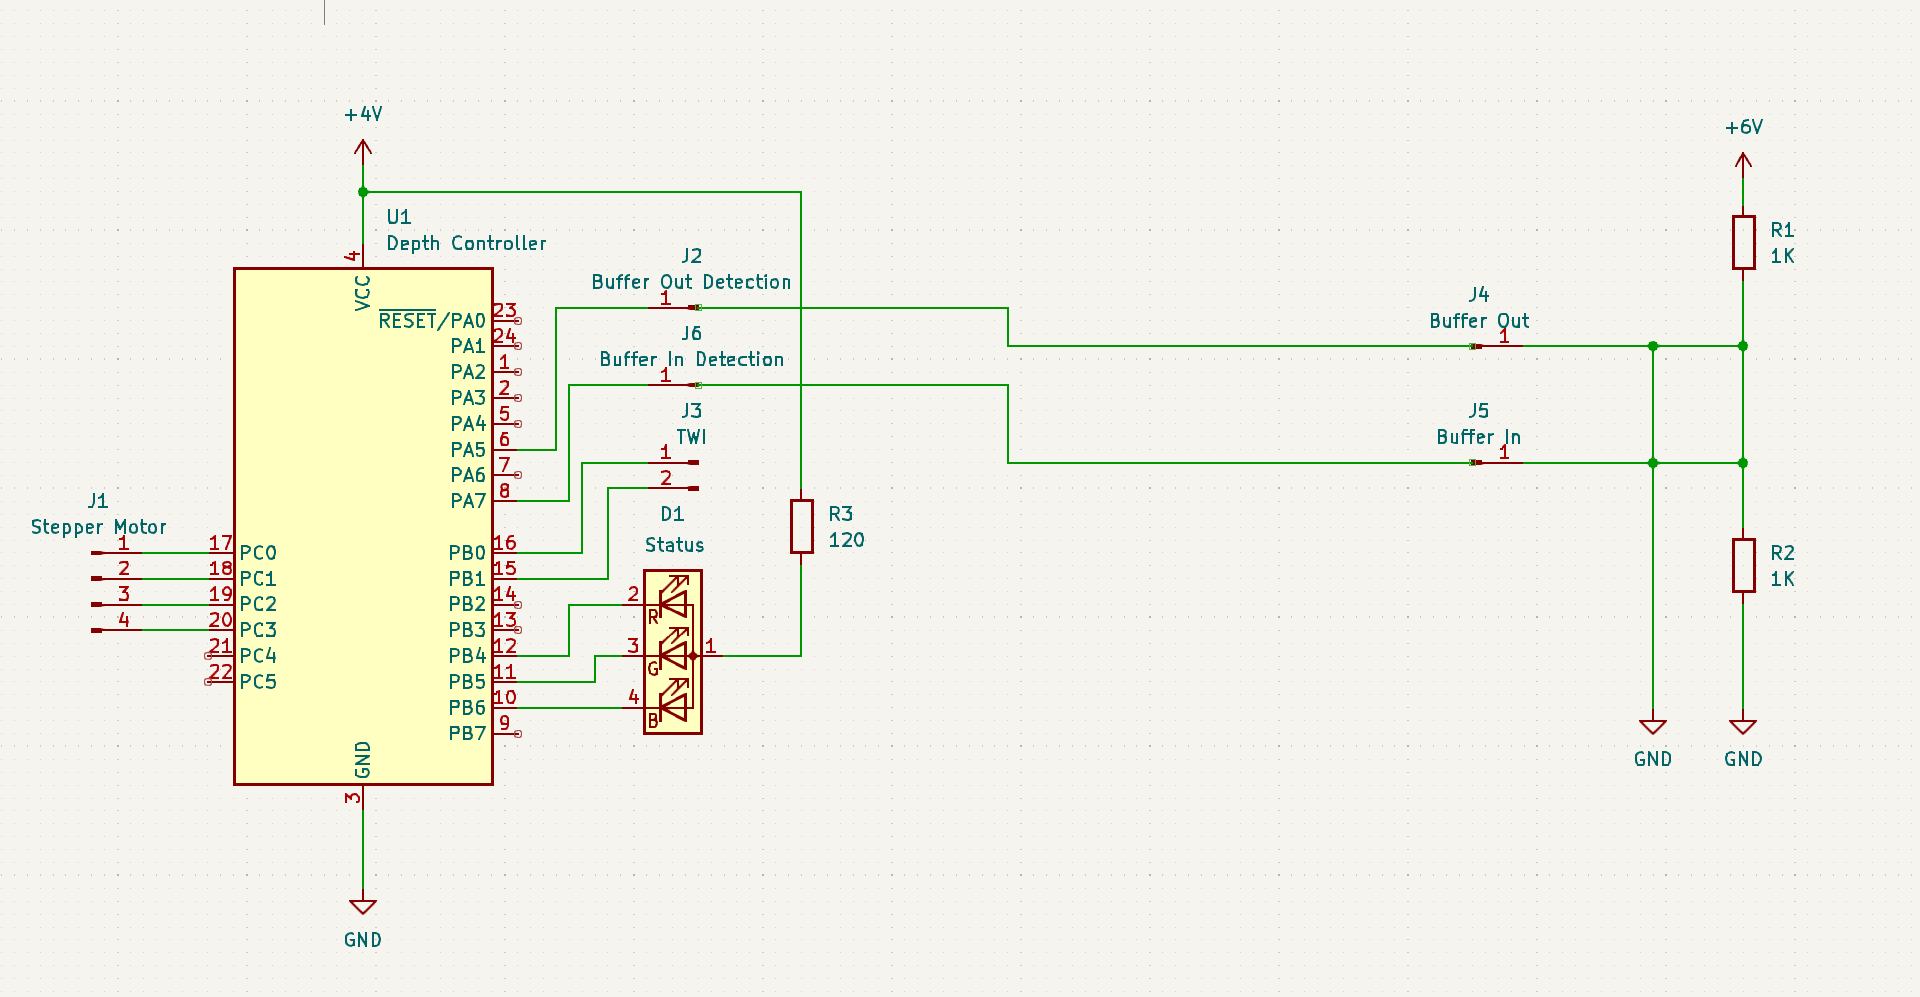 +4V
+6V
U1
Depth Controller
4
VCC
R1
1K
J2
Buffer Out Detection
1
23
RESET/PA0
24
PA1
J4
Buffer Out
1
J6
Buffer In Detection
1
1
PA2
2
PA3
5
PA4
6
PA5
7
PA6
8
PA7
J3
TWI
1
2
J5
Buffer In
1
J1
Stepper Motor
1
2
3
4
17
PC0
18
PC1
19
PC2
20
PC3
21
PC4
22
PC5
16
PB0
15
PB1
14
PB2
13
PB3
12
PB4
11
PB5
10
PB6
9
PB7
D1
Status
2
R
3
G
4
B
1
R3
120
R2
1K
GND
3
GND
GND
GND